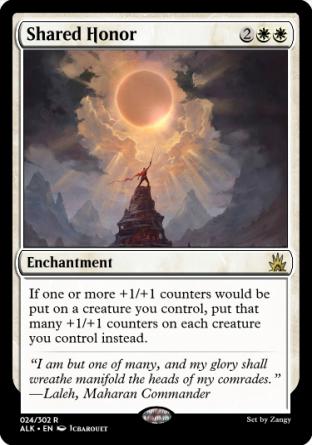 Shared Honor 2
Enchantment
If one or more +1/+1 counters would be
put on a creature you control, put that
many +1/+1 counters on each creature
you control instead.
“I am but one of many, and my glory shall
wreathe manifold the heads of my comrades.”
—Laleh, Maharan Commander
024/302 R
ALK • EN Icbarouet
Set by Zangy